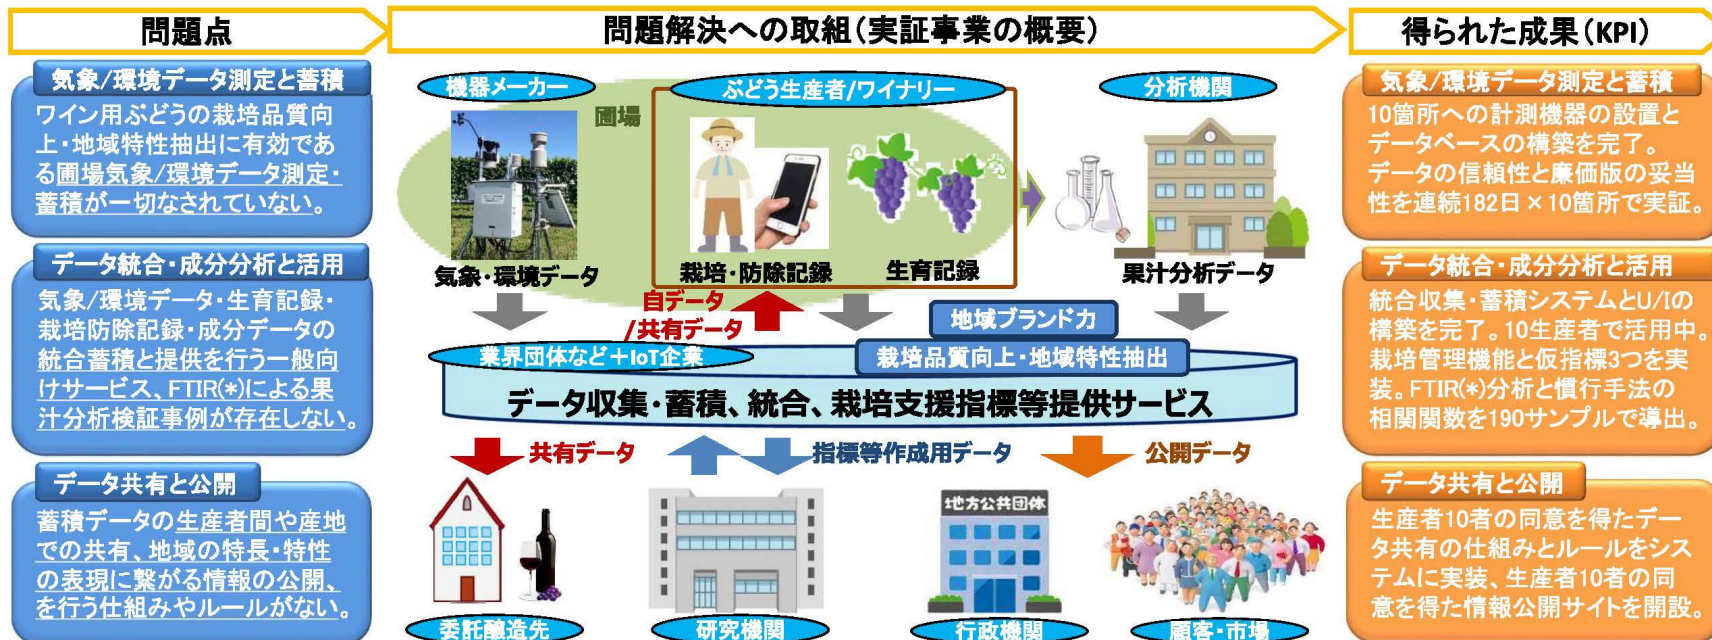 問題点
気象/環境データ測定と蓄積
ワイン用ぶどうの栽培品質向
上・地域特性抽出に有効であ
る圃場気象/環境データ測定・
蓄積が一切なされていない。
データ統合・成分分析と活用
気象/環境データ・生育記録・
栽培防除記録・成分データの
統合蓄積と提供を行う一般向
けサービス、FTIR(*)による果
汁分析検証事例が存在しない。
データ共有と公開
蓄積データの生産者間や産地
での共有、地域の特長・特性
の表現に繋がる情報の公開、
を行う仕組みやルールがない。
問題解決への取組(実証事業の概要)
機器メーカー
ぶどう生産者/ワイナリー
分析機関
圃場
気象・環境データ
栽培・防除記録
生育記録
果汁分析データ
自データ
/共有データ
地域ブランド力
業界団体など+IoT企業
栽培品質向上・地域特性抽出
データ収集・蓄積、統合、栽培支援指標等提供サービス
共有データ
指標等作成用データ
公開データ
地方公共団体
委託醸造先
研究機関
行政機関
顧客・市場
得られた成果(KPI)
気象/環境データ測定と蓄積
10箇所への計測機器の設置と
データベースの構築を完了。
データの信頼性と廉価版の妥当
性を連続182日×10箇所で実証。
データ統合・成分分析と活用
統合収集・蓄積システムとU/Iの
構築を完了。10生産者で活用中。
栽培管理機能と仮指標3つを実
装。FTIR(*)分析と慣行手法の
相関関数を190サンプルで導出。
データ共有と公開
生産者10者の同意を得たデー
タ共有の仕組みとルールをシス
テムに実装、生産者10者の同
意を得た情報公開サイトを開設。